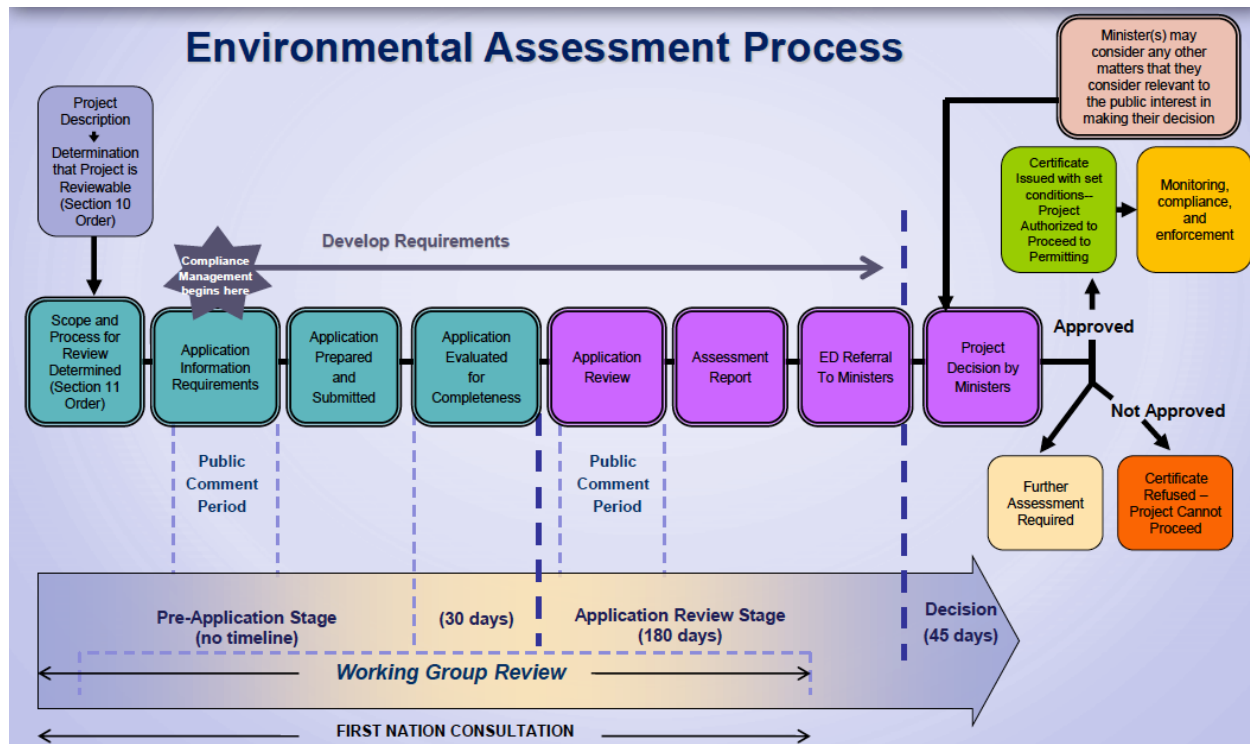 Environmental Assessment Process
Minister(s) may
consider any other
matters that they
consider relevant to
the public interest in
making their decision
Project
Description
Determination
that Project is
Reviewable
(Section 10
Order)
Certificate
Issued with set
conditions--
Project
Authorized to
Proceed to
Permitting
Monitoring,
compliance,
and
enforcement
Develop Requirements
Compliance
Management
begins here
Scope and
Process for
Review
Determined
(Section 11
Order)
Application
Information
Requirements
Application
Prepared
and
Submitted
Application
Evaluated
for
Completeness
Application
Review
Assessment
Report
ED Referral
To Ministers
Project
Decision by
Ministers
Approved
Not Approved
Public
Comment
Period
Public
Comment
Period
Further
Assessment
Required
Certificate
Refused –
Project Cannot
Proceed
Pre-Application Stage
(no timeline)
(30 days)
Application Review Stage
(180 days)
Decision
(45 days)
Working Group Review
FIRST NATION CONSULTATION